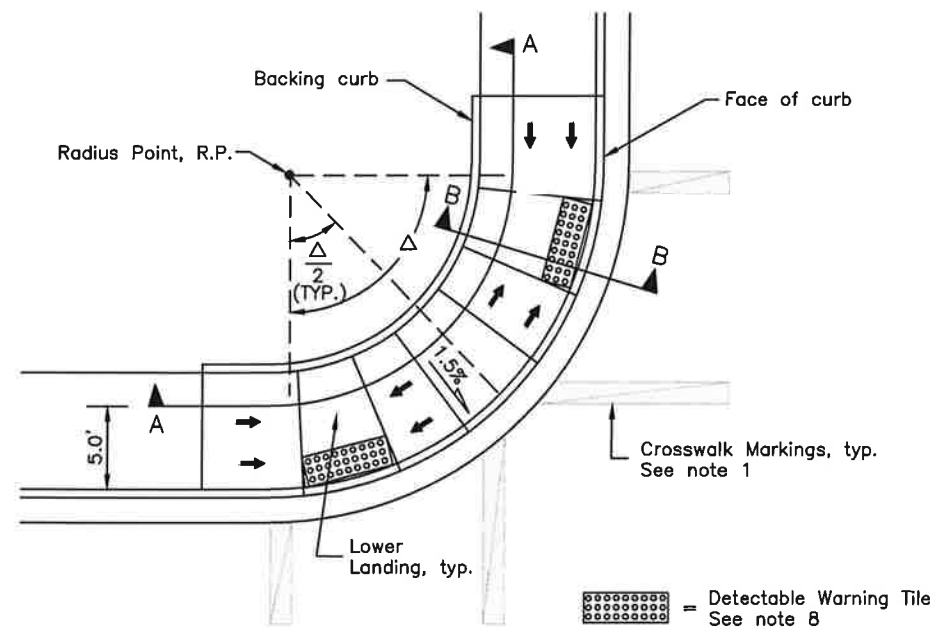 A
Backing curb
Face of curb
Radius Point, R.P.
B
Δ
Δ
2
(TYP.)
B
1.5%
A
5.0'
Crosswalk Markings, typ.
See note 1
Lower
Landing, typ.
= Detectable Warning Tile
See note 8